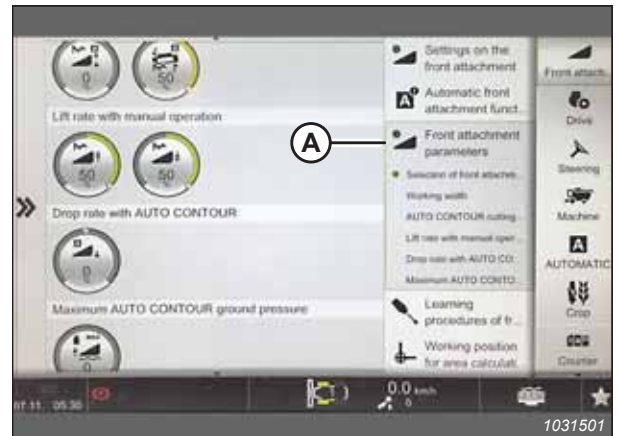 Settings on the
front attachment
Automatic front
attachment funct...
Front attachment
parameters
Selection of front attachm...
Working width
AUTO CONTOUR cutting...
Lift rate with manual oper...
Drop rate with AUTO CO...
Maximum AUTO CONTO...
Learning
procedures of fr...
Working position
for area calculati...
0
50
%
Lift rate with manual operation
50
%
50
%
Drop rate with AUTO CONTOUR
0
Maximum AUTO CONTOUR ground pressure
0
Front attach...
Drive
Steering
Machine
A
AUTOMATIC
Crop
Counter
A
07.11. 05:30
0.0 km/h
0
1031501